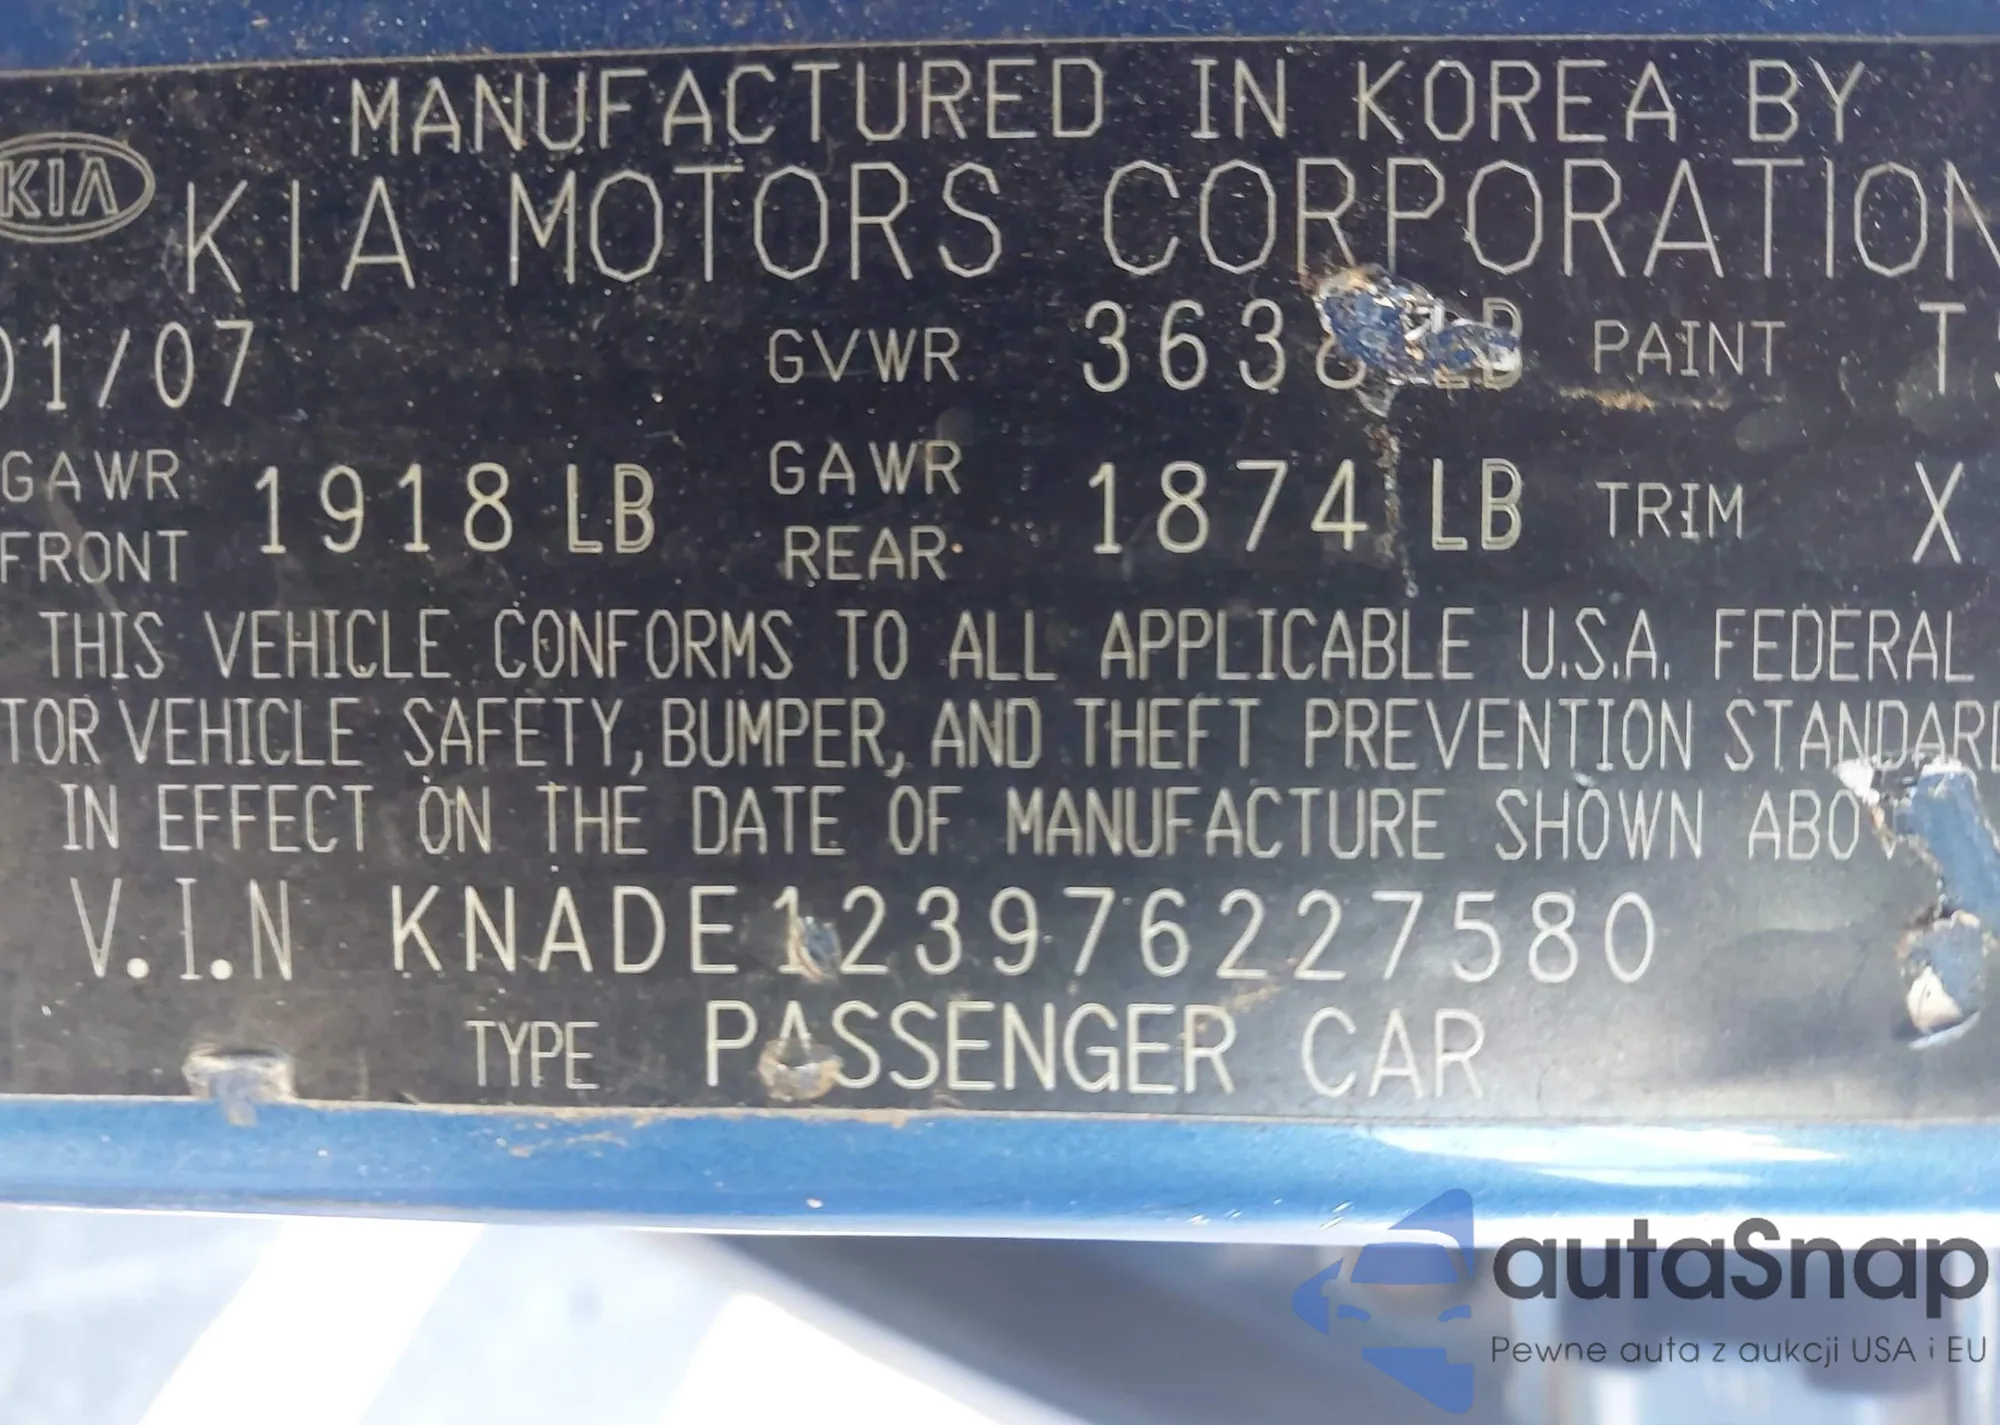 MANUFACTURED IN KOREA BY
KIA
KIA MOTORS CORPORATION
01/07 GVWR PAINT
GAWR FRONT 1918 LB GAWR REAR 1874 LB TRIM X
THIS VEHICLE CONFORMS TO ALL APPLICABLE U.S.A. FEDERAL
VEHICLE SAFETY, BUMPER, AND THEFT PREVENTION
IN EFFECT ON THE DATE OF MANUFACTURE SHOWN
V.I.N KNADE123976227580
TYPE PASSENGER CAR
autaSnap
Pewne auta z aukcji USA i EU